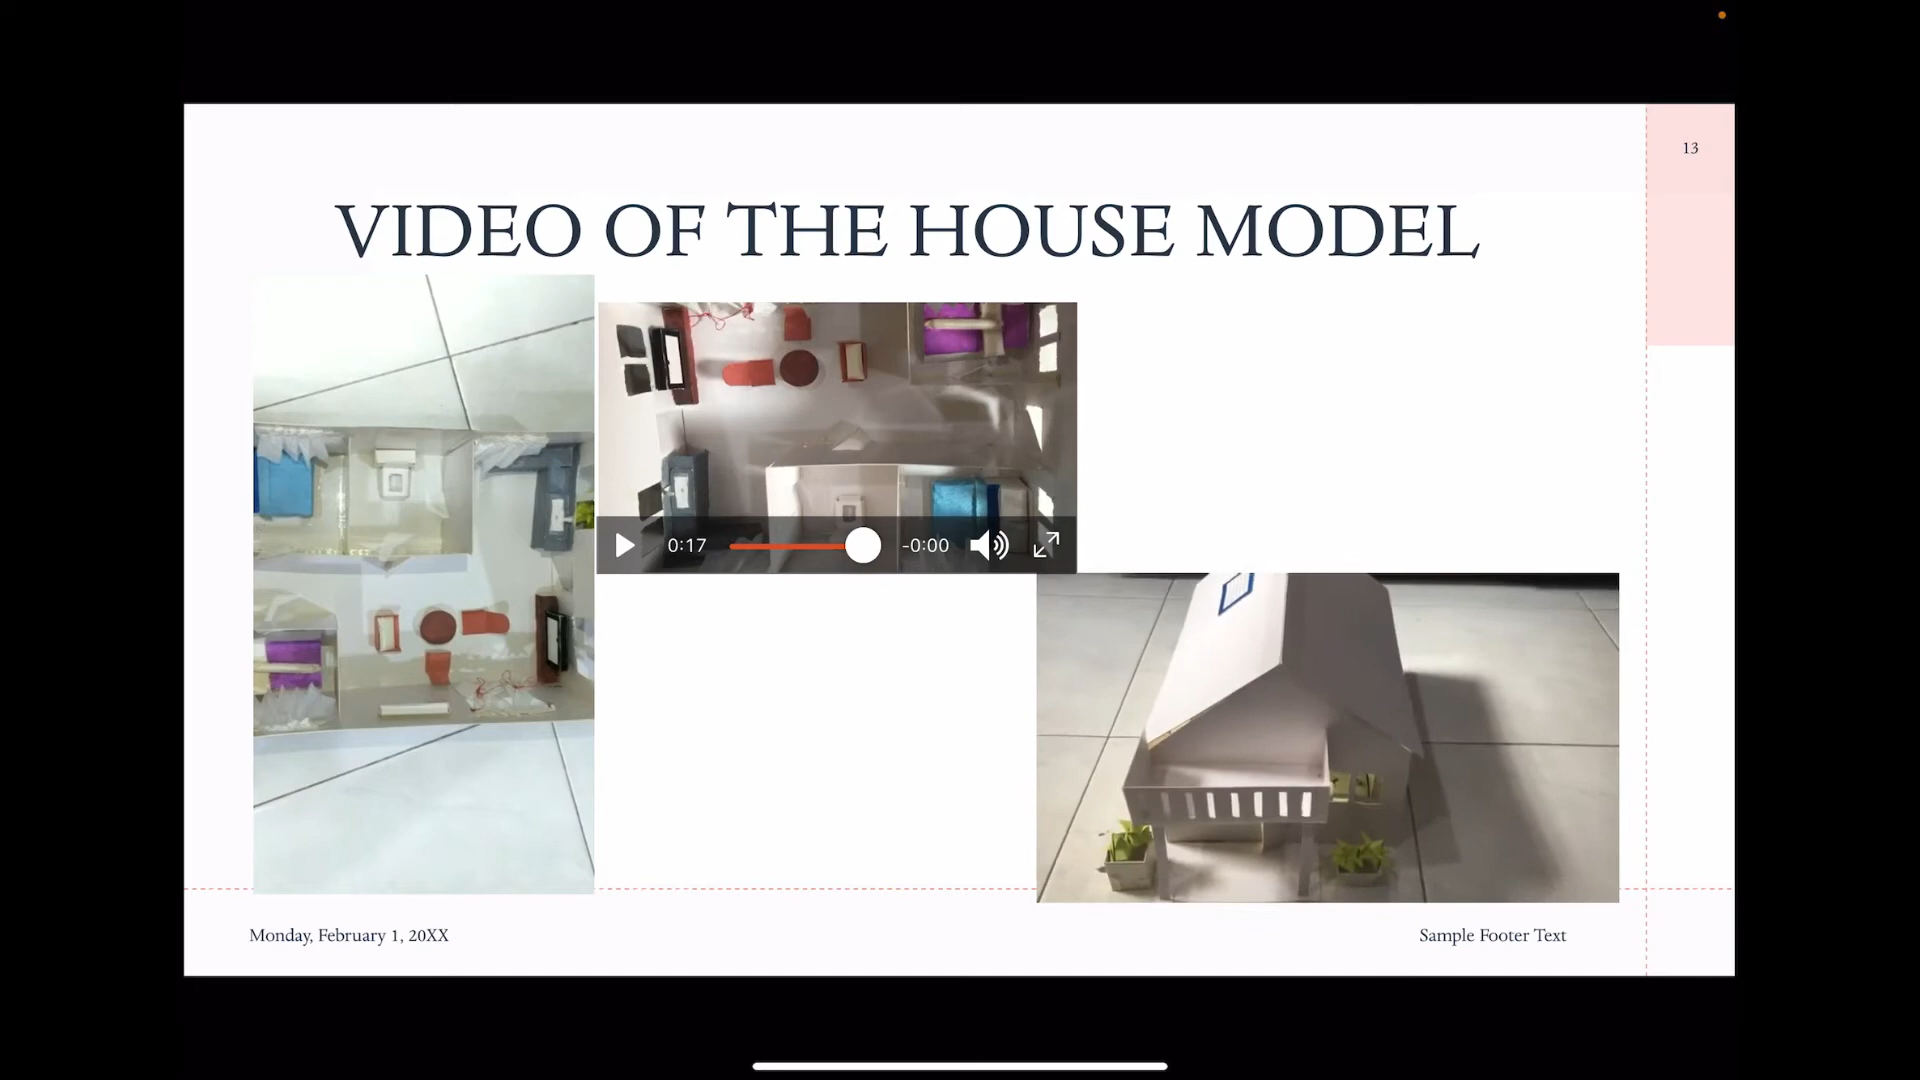 13
VIDEO OF THE HOUSE MODEL
0:17
-0:00
Monday, February 1, 20XX
Sample Footer Text